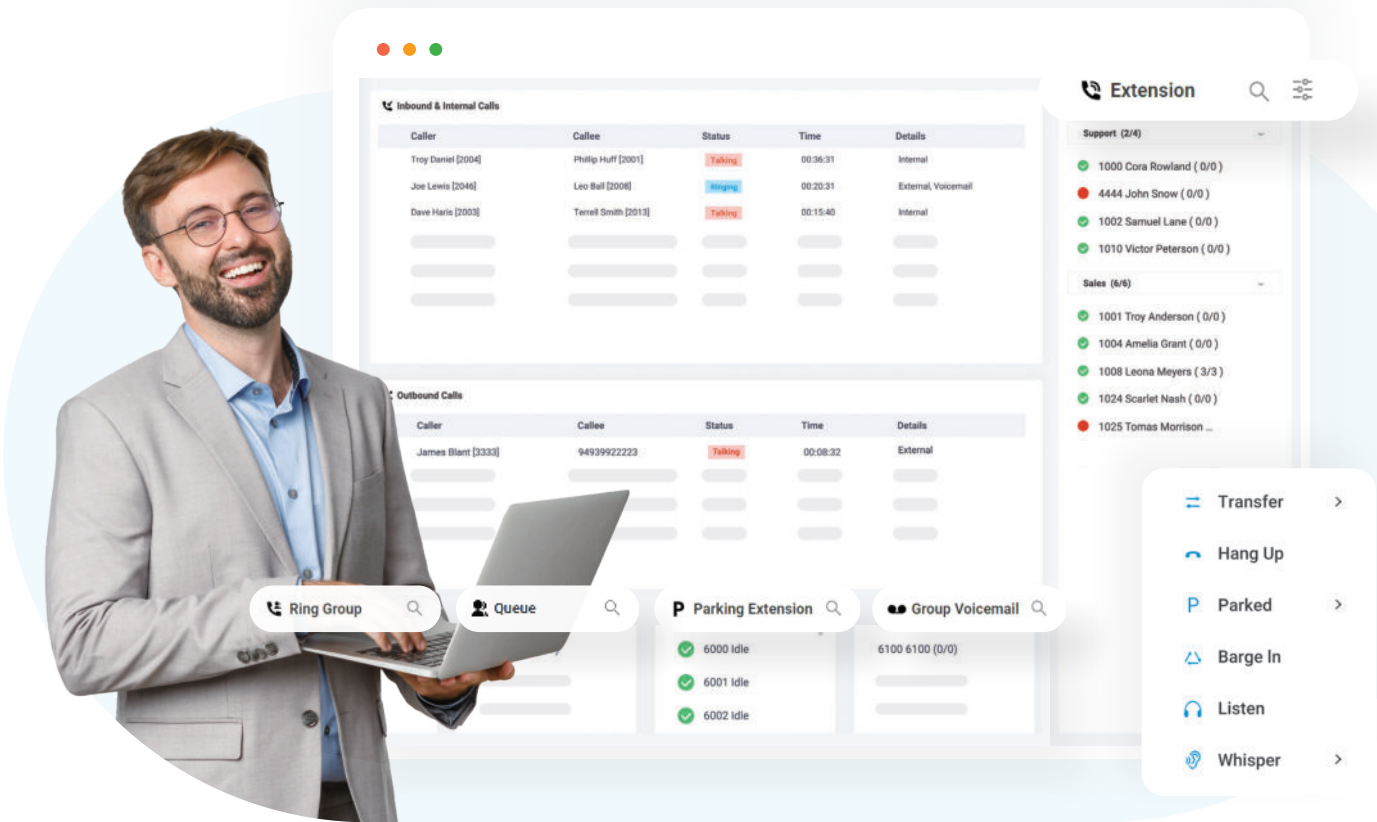 Inbound & Internal Calls
Caller Callee Status Time Details
Troy Daniel [2004] Phillip Huff [2001] Talking 00:36:31 Internal
Joe Lewis [2046] Leo Ball [2008] Ringing 00:20:31 External, Voicemail
Dave Haris [2003] Terrell Smith [2013] Talking 00:15:40 Internal
Outbound Calls
Caller Callee Status Time Details
James Blant [3333] 94939922223 Talking 00:08:32 External
Extension
Support (2/4)
1000 Cora Rowland ( 0/0 )
4444 John Snow ( 0/0 )
1002 Samuel Lane ( 0/0 )
1010 Victor Peterson ( 0/0 )
Sales (6/6)
1001 Troy Anderson ( 0/0 )
1004 Amelia Grant ( 0/0 )
1008 Leona Meyers ( 3/3 )
1024 Scarlet Nash ( 0/0 )
1025 Tomas Morrison ...
Ring Group
Queue
P Parking Extension
6000 Idle
6001 Idle
6002 Idle
Group Voicemail
6100 6100 (0/0)
Transfer
Hang Up
P Parked
Barge In
Listen
Whisper